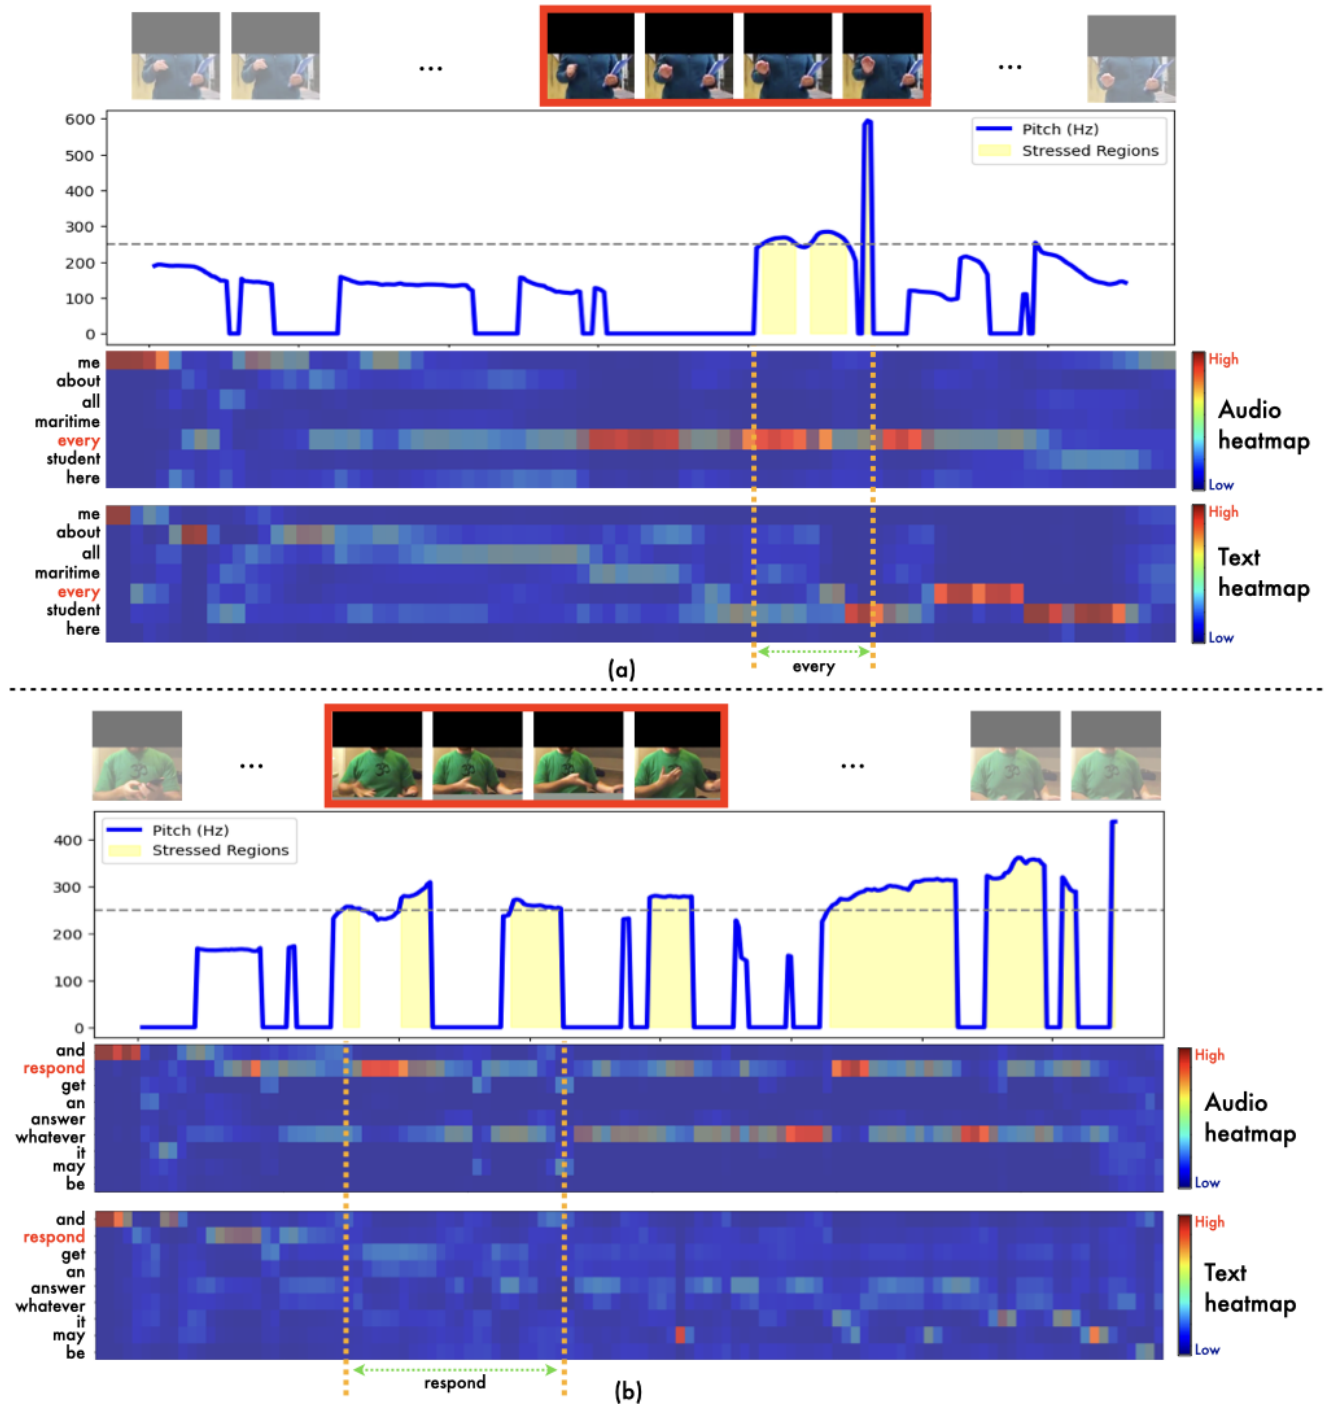 ...
...
600
500
400
300
200
100
0
Pitch (Hz)
Stressed Regions
me
about
all
maritime
every
student
here
High
Audio
heatmap
Low
me
about
all
maritime
every
student
here
High
Text
heatmap
Low
every
(a)
...
...
400
300
200
100
0
Pitch (Hz)
Stressed Regions
and
respond
get
an
answer
whatever
it
may
be
High
Audio
heatmap
Low
and
respond
get
an
answer
whatever
it
may
be
High
Text
heatmap
Low
respond
(b)